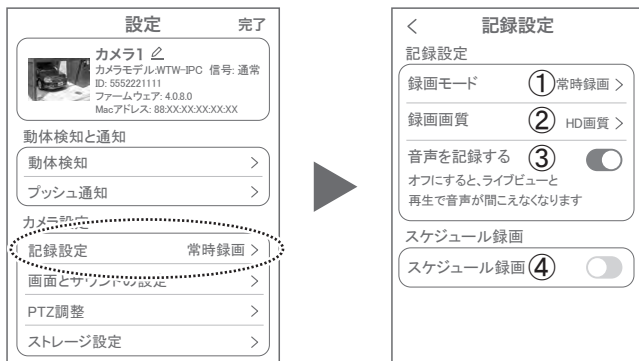 設定
完了
カメラ1
カメラモデル:WTW-IPC 信号: 通常
ID: 5552221111
ファームウェア: 4.0.8.0
Macアドレス: 88:XX:XX:XX:XX:XX
動体検知と通知
動体検知
プッシュ通知
カメラ設定
記録設定 常時録画
画面とサウンドの設定
PTZ調整
ストレージ設定
記録設定
記録設定
録画モード ① 常時録画
録画画質 ② HD画質
音声を記録する ③
オフにすると、ライブビューと
再生で音声が聞こえなくなります
スケジュール録画
スケジュール録画 ④